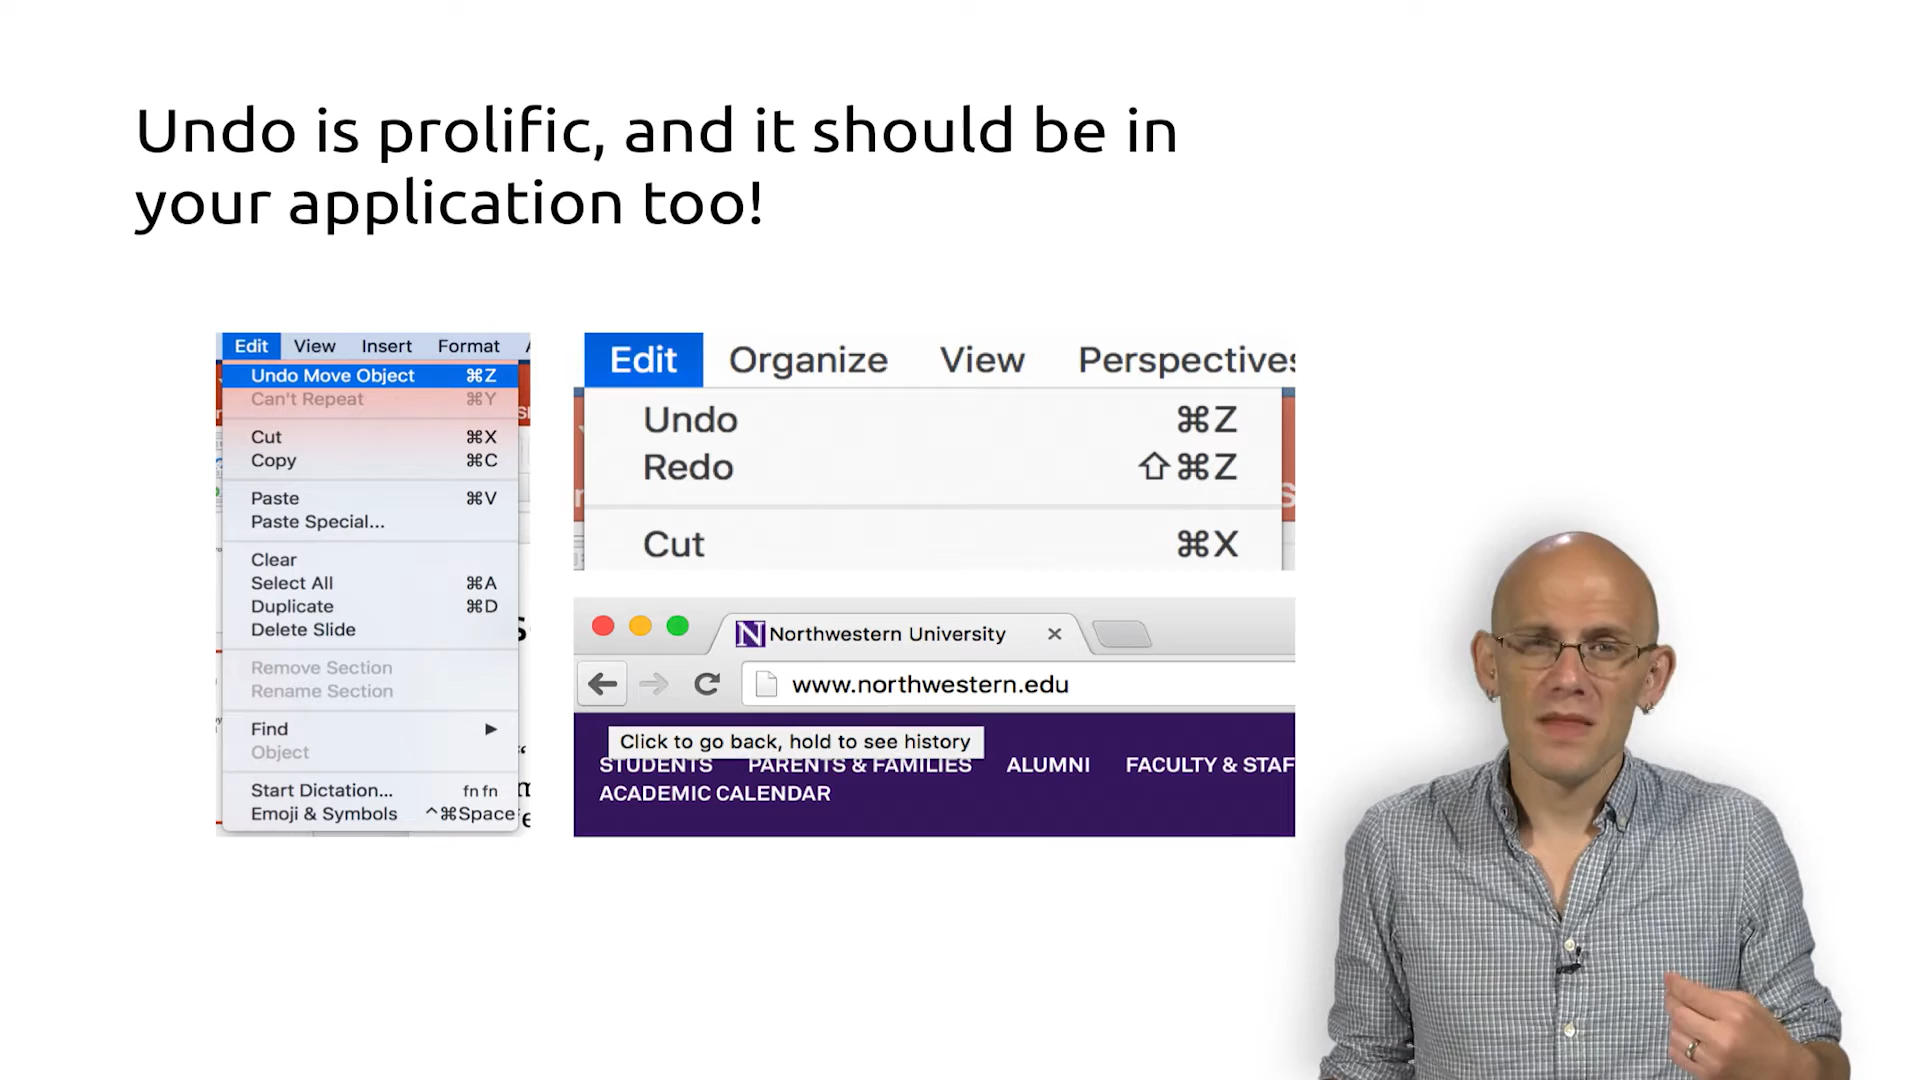 Undo is prolific, and it should be in
your application too!
Edit View Insert Format
Undo Move Object ⌘Z
Can't Repeat ⌘Y
Cut ⌘X
Copy ⌘C
Paste ⌘V
Paste Special...
Clear
Select All ⌘A
Duplicate ⌘D
Delete Slide
Remove Section
Rename Section
Find ▶
Object
Start Dictation... fn fn
Emoji & Symbols ^⌘Space
Edit Organize View Perspectives
Undo ⌘Z
Redo ⇧⌘Z
Cut ⌘X
N Northwestern University ×
www.northwestern.edu
Click to go back, hold to see history
STUDENTS PARENTS & FAMILIES ALUMNI FACULTY & STAF
ACADEMIC CALENDAR